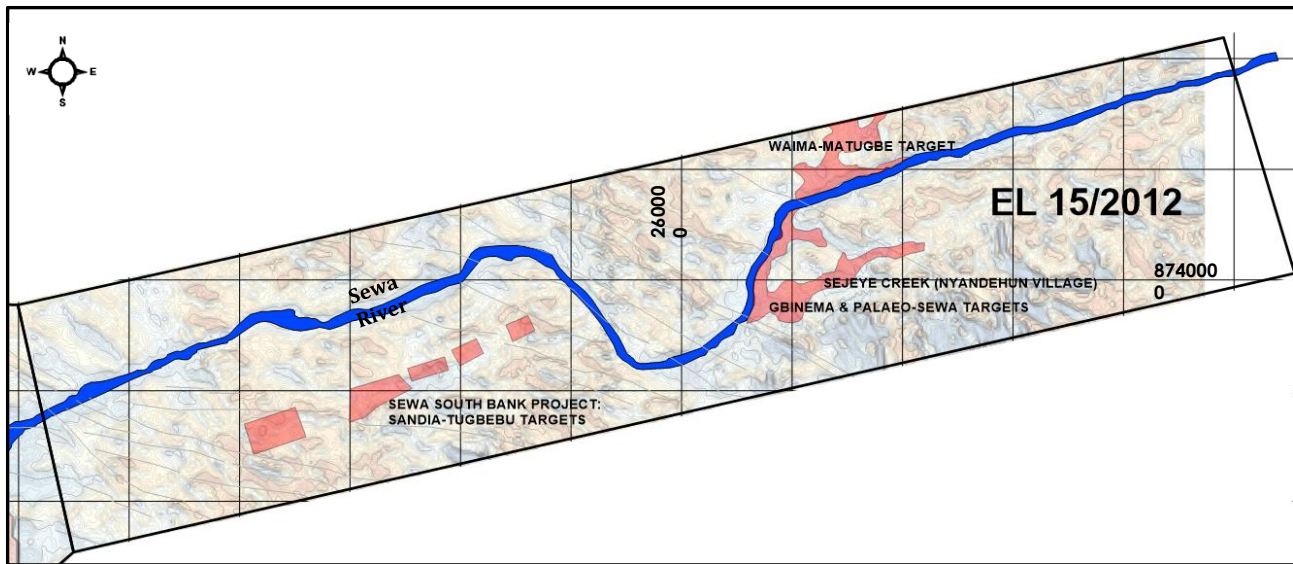 N
W E
S
WAIMA-MATUGBE TARGET
EL 15/2012
26000
0
874000
0
SEJEYE CREEK (NYANDEHUN VILLAGE)
GBINEMA & PALAEO-SEWA TARGETS
Sewa
River
SEWA SOUTH BANK PROJECT:
SANDIA-TUGBEBU TARGETS